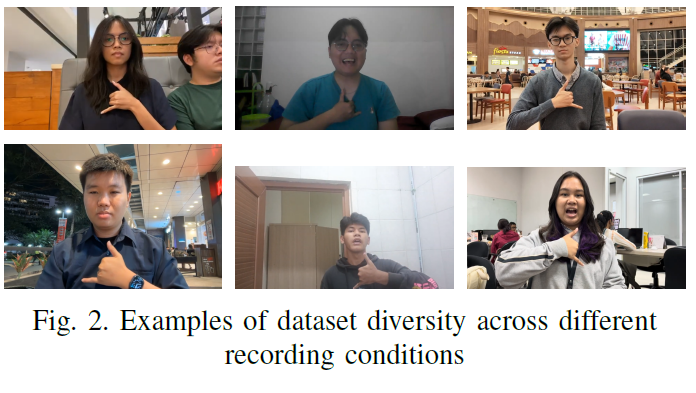 Fig. 2. Examples of dataset diversity across different
recording conditions